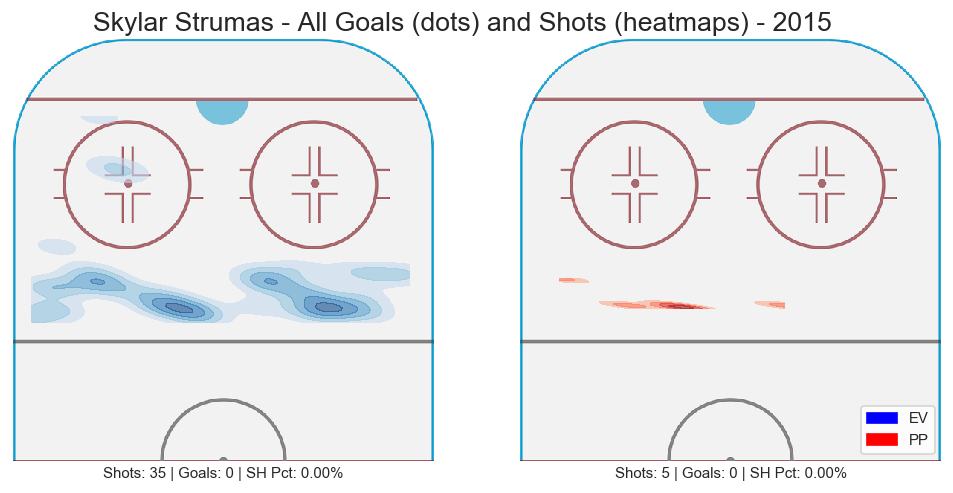 Skylar Strumas - All Goals (dots) and Shots (heatmaps) - 2015
EV
PP
Shots: 35 | Goals: 0 | SH Pct: 0.00%
Shots: 5 | Goals: 0 | SH Pct: 0.00%